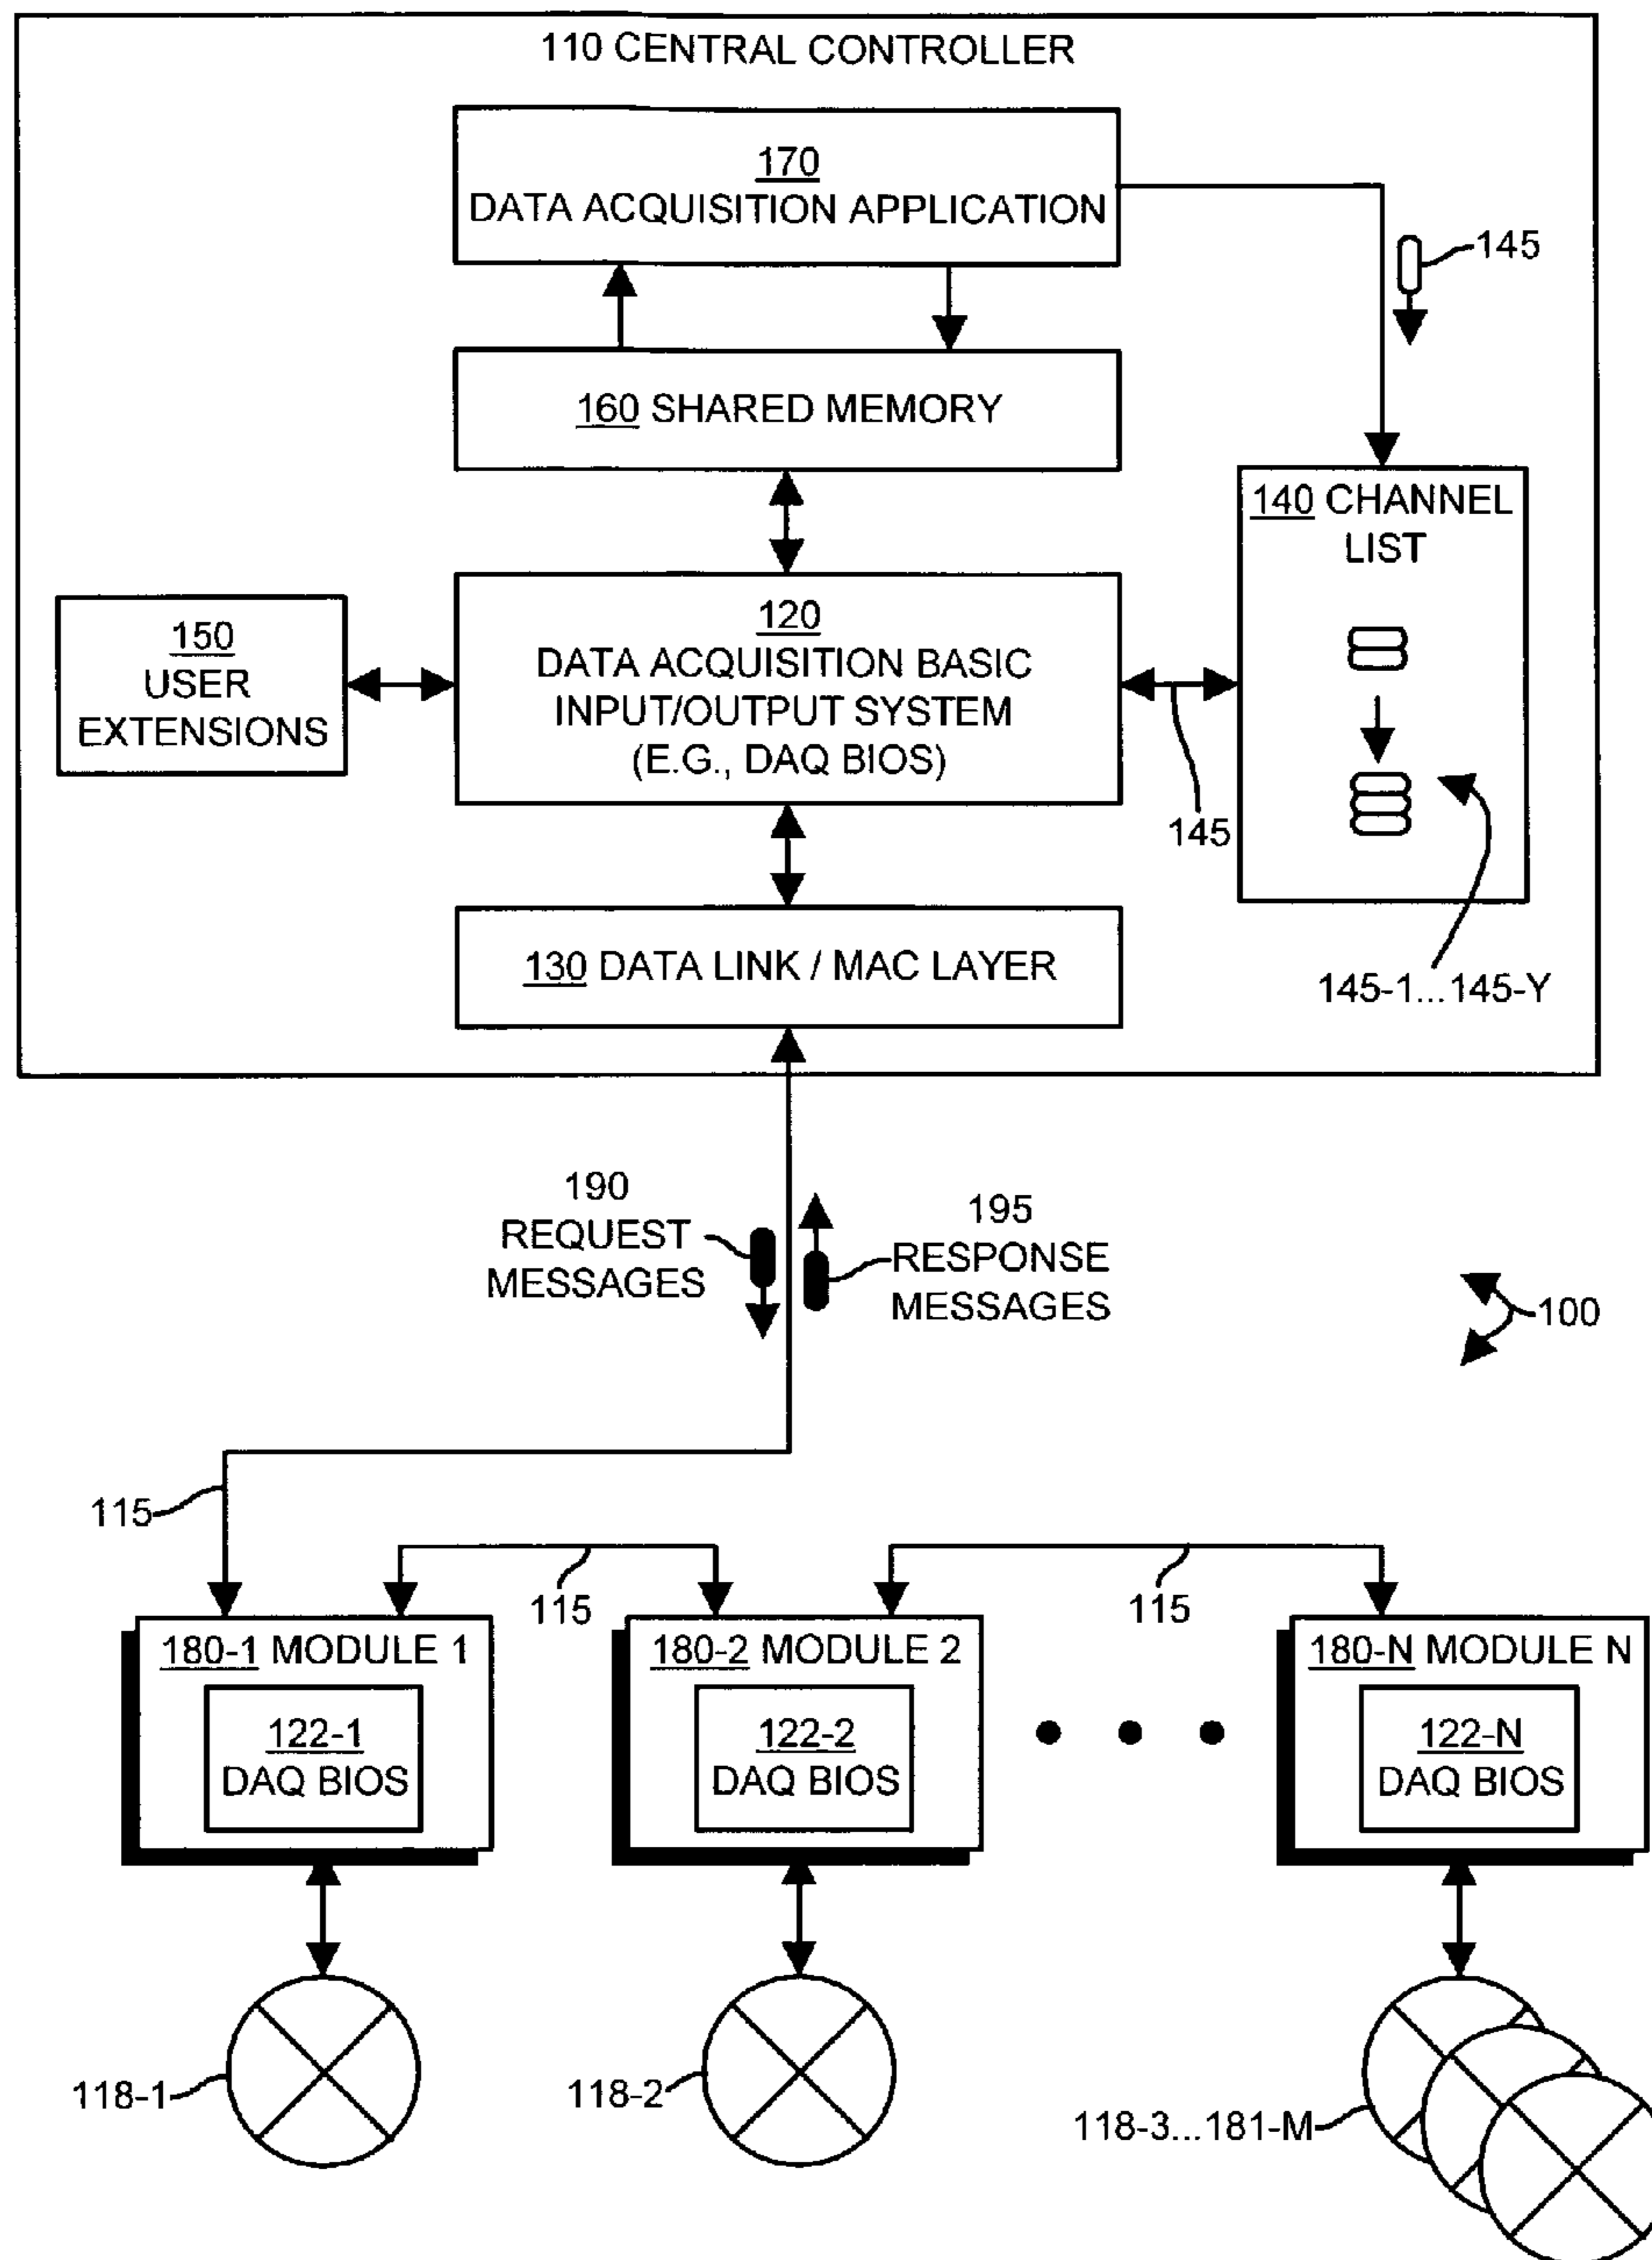 110 CENTRAL CONTROLLER
170
DATA ACQUISITION APPLICATION
145
160 SHARED MEMORY
140 CHANNEL
LIST
150
USER
EXTENSIONS
120
DATA ACQUISITION BASIC
INPUT/OUTPUT SYSTEM
(E.G., DAQ BIOS)
145
130 DATA LINK / MAC LAYER
145-1...145-Y
190
REQUEST
MESSAGES
195
RESPONSE
MESSAGES
100
115
115
115
180-1 MODULE 1
122-1
DAQ BIOS
180-2 MODULE 2
122-2
DAQ BIOS
180-N MODULE N
122-N
DAQ BIOS
118-1
118-2
118-3...181-M